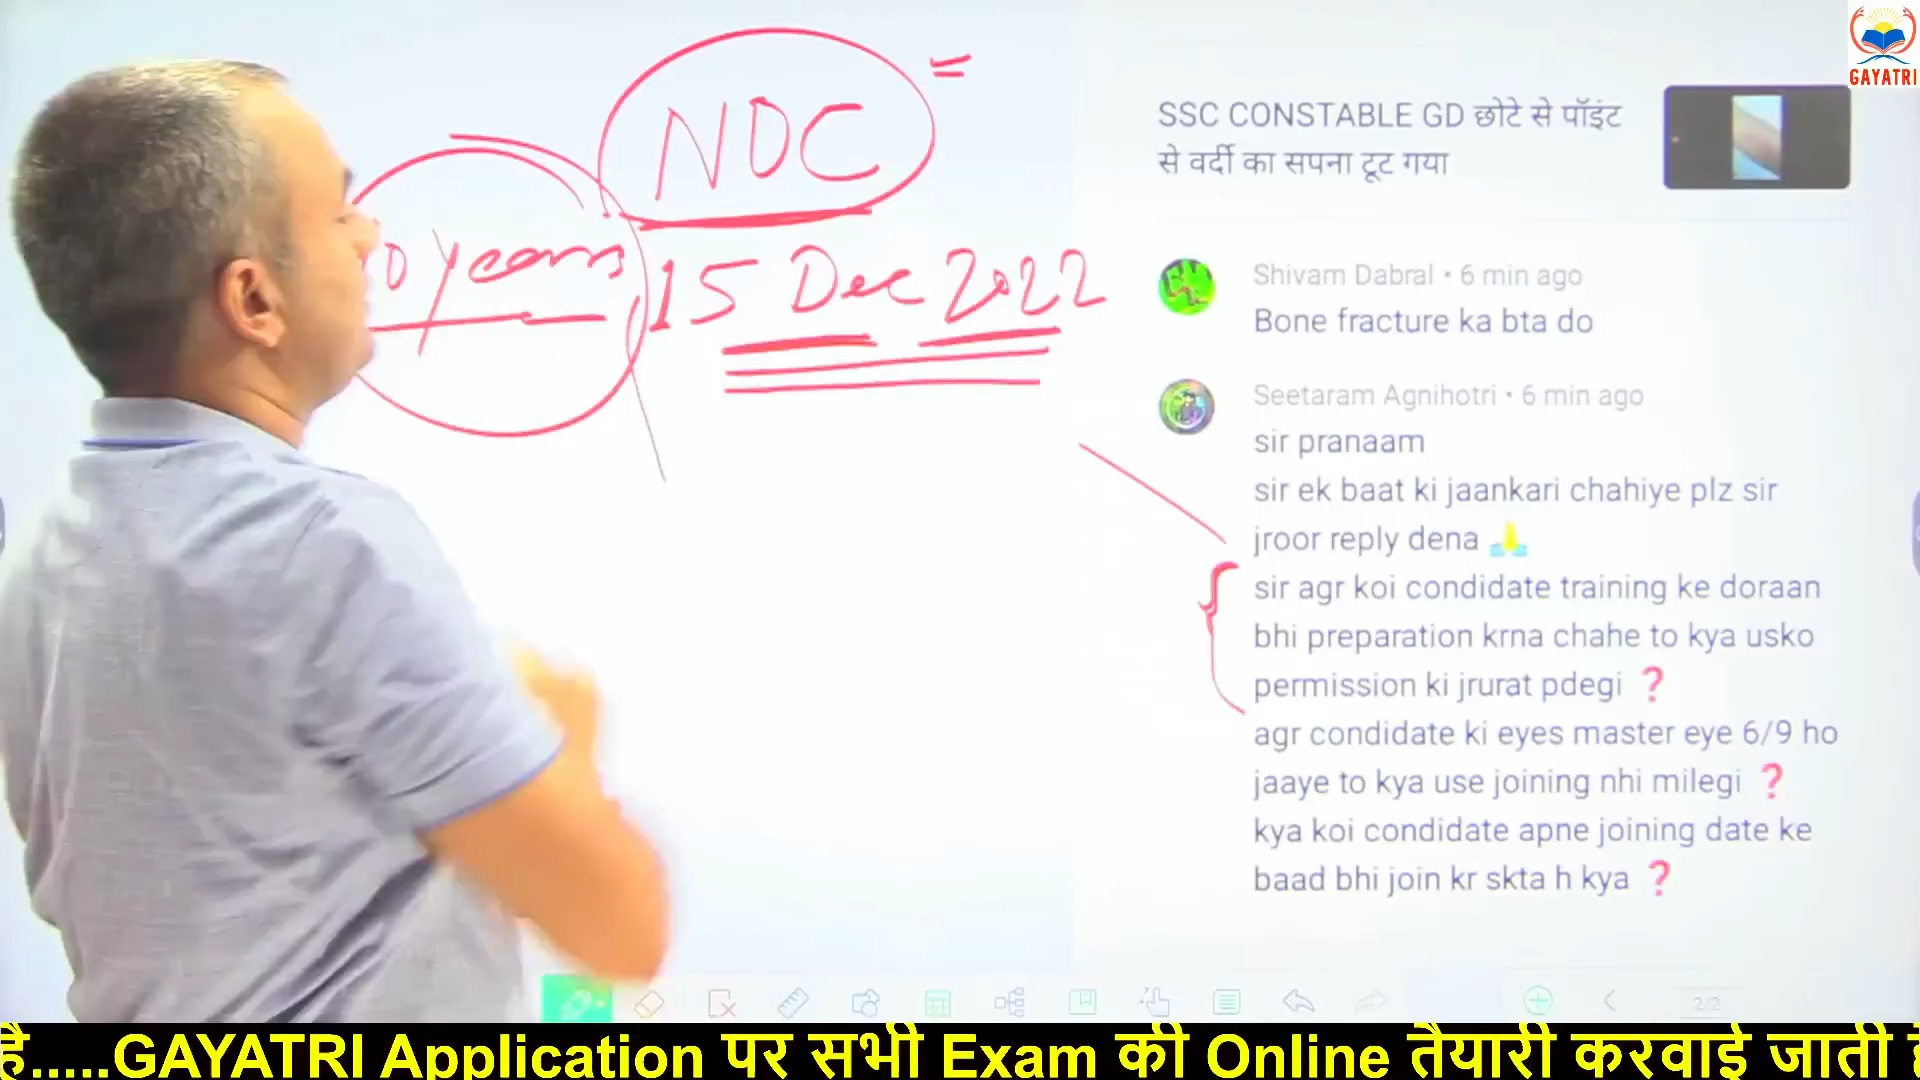 NOC
0 years
15 Dec 2022
GAYATRI
SSC CONSTABLE GD छोटे से पॉइंट
से वर्दी का सपना टूट गया
Shivam Dabral • 6 min ago
Bone fracture ka bta do
Seetaram Agnihotri • 6 min ago
sir pranaam
sir ek baat ki jaankari chahiye plz sir
jroor reply dena 🙏
sir agr koi condidate training ke doraan
bhi preparation krna chahe to kya usko
permission ki jrurat pdegi ❓
agr condidate ki eyes master eye 6/9 ho
jaaye to kya use joining nhi milegi ❓
kya koi condidate apne joining date ke
baad bhi join kr skta h kya ❓
2/2
है.....GAYATRI Application पर सभी Exam की Online तैयारी करवाई जाती है